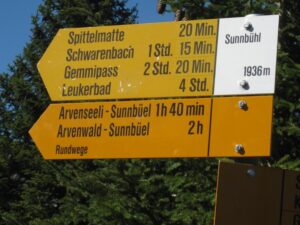 Spittelmatte 20 Min.
Schwarenbach 1 Std. 15 Min.
Gemmipass 2 Std. 20 Min.
Leukerbad 4 Std.
Sunnbühl
1936 m
Arvenseeli - Sunnbüel 1h 40 min
Arvenwald - Sunnbüel 2 h
Rundwege